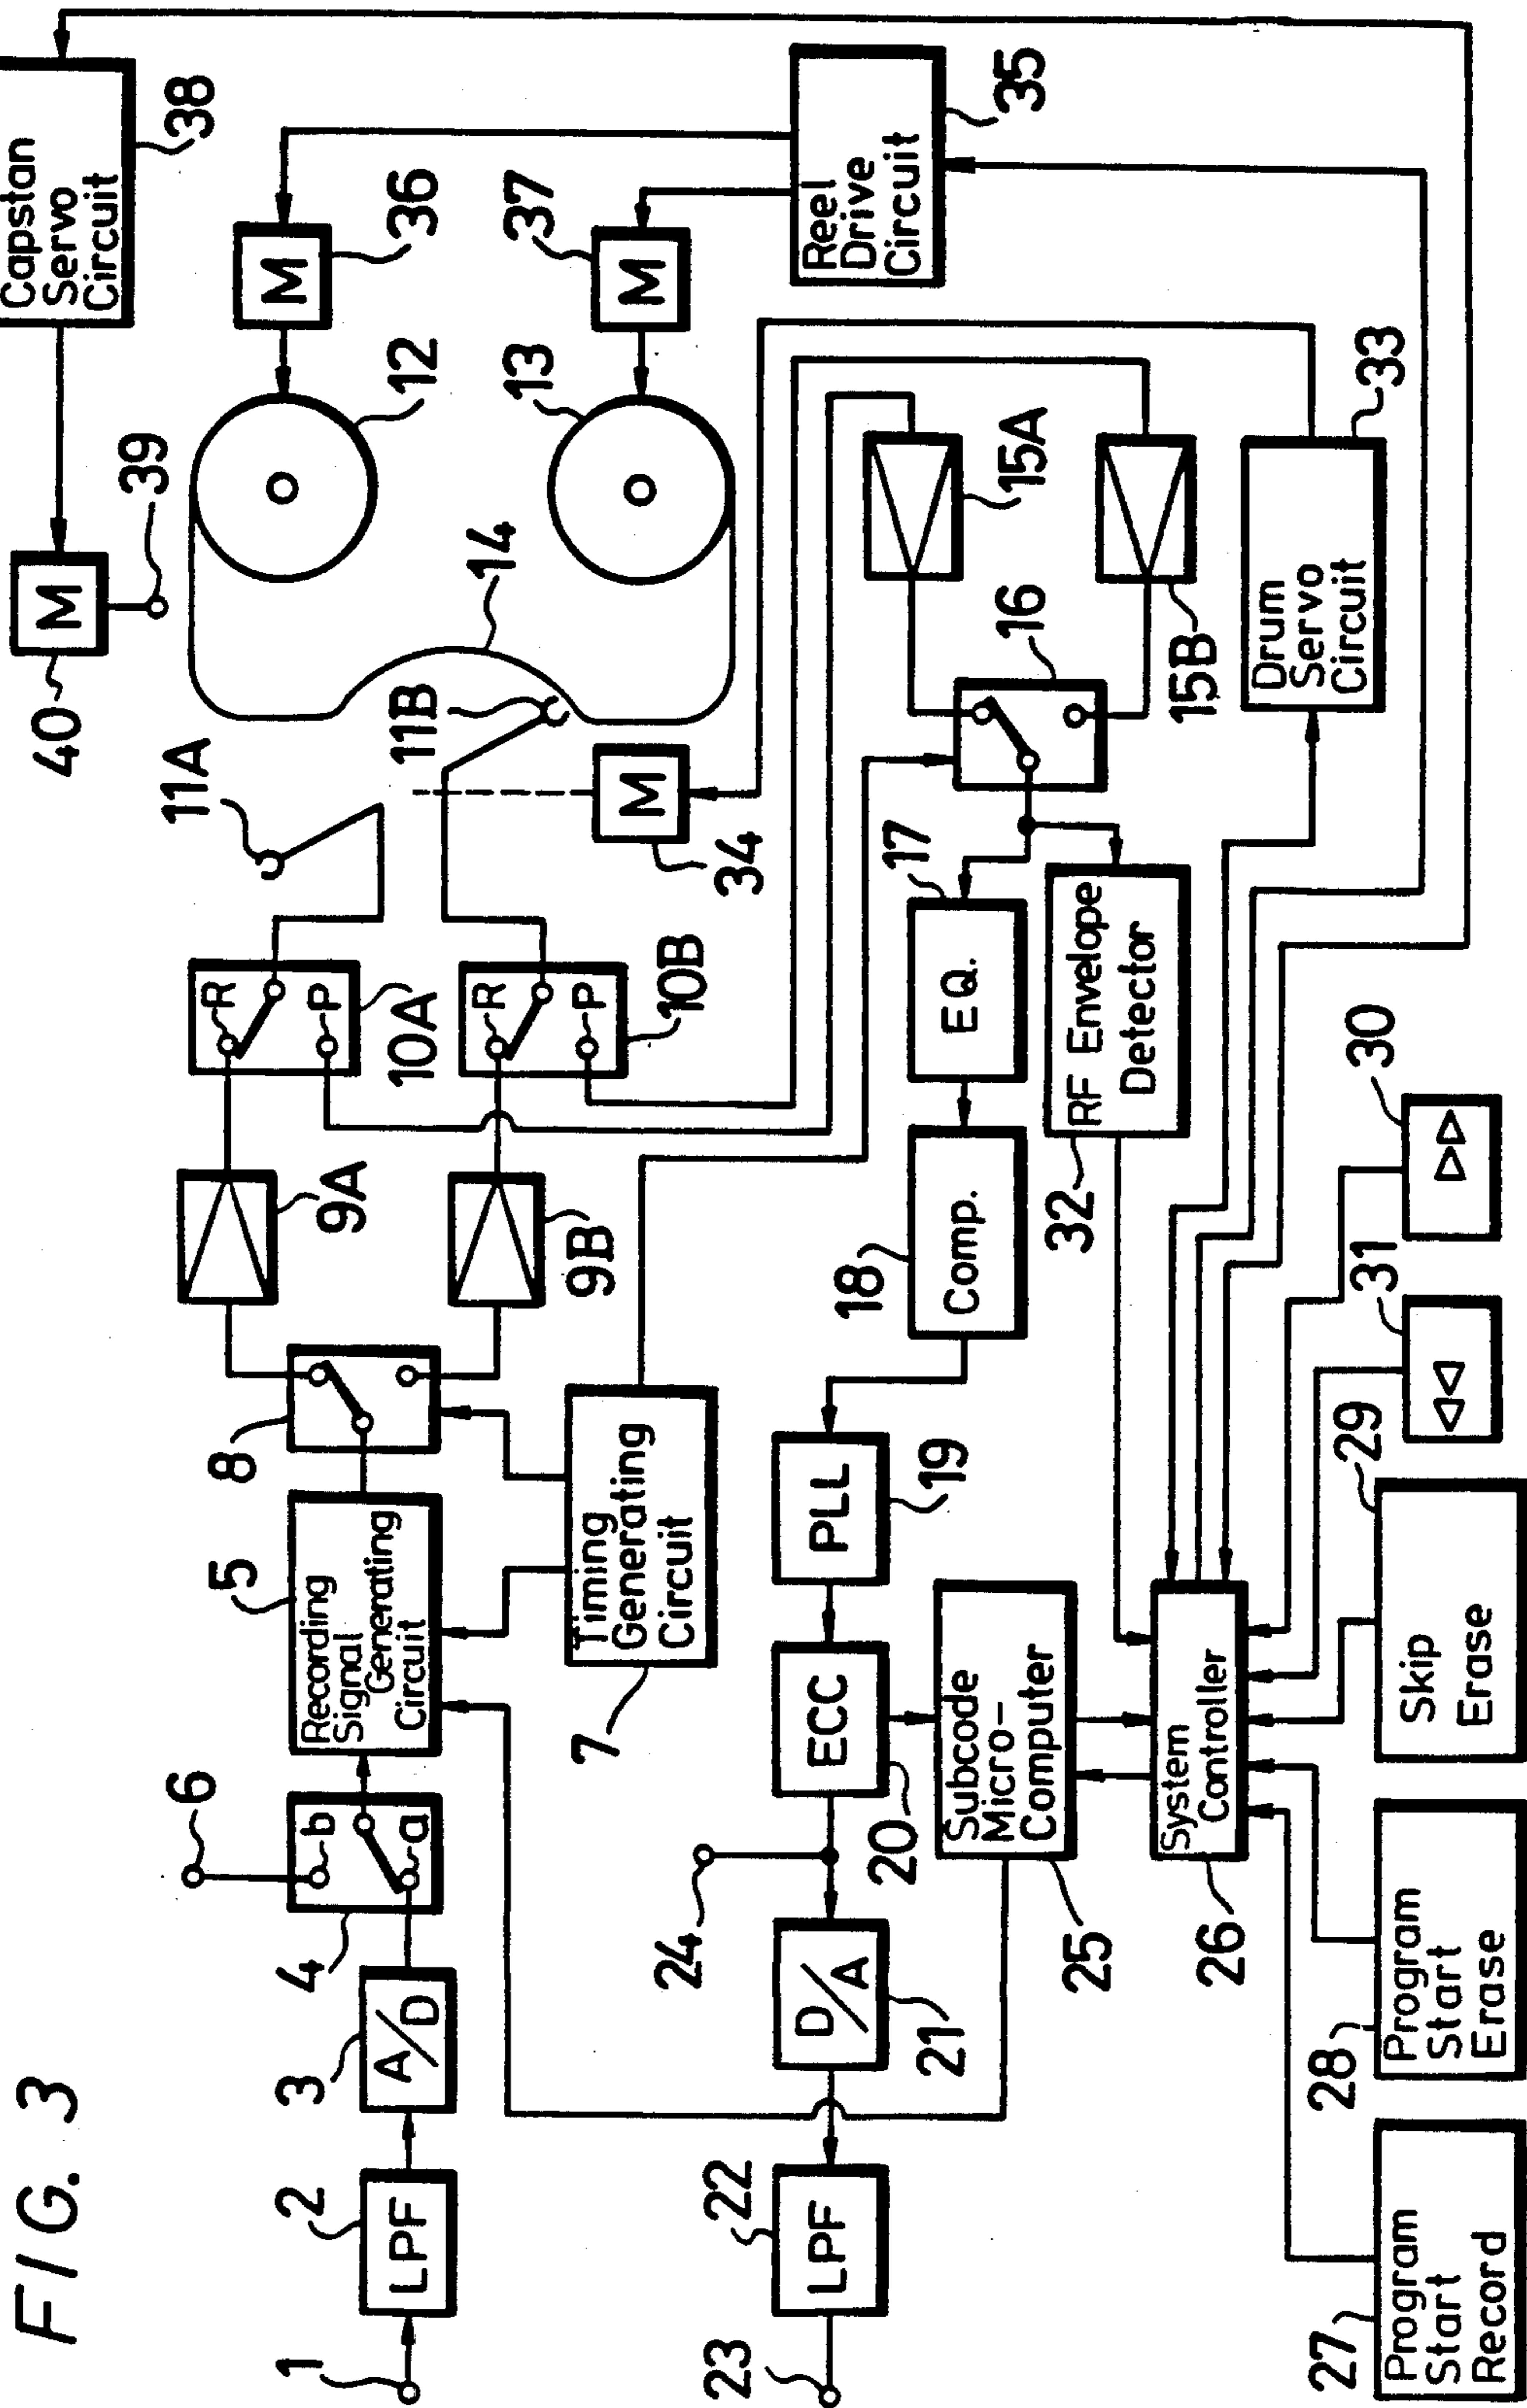 FIG. 3
1
2
LPF
3
A/D
4
b
a
6
5
Recording
Signal
Generating
Circuit
8
9A
9B
R
P
10A
R
P
10B
11A
11B
M
40
39
Capstan
Servo
Circuit
38
14
12
13
M
36
M
37
M
34
Reel
Drive
Circuit
35
7
Timing
Generating
Circuit
23
LPF
22
D/A
21
24
ECC
20
PLL
19
Comp.
18
EQ.
17
16
15A
15B
RF Envelope
Detector
32
Drum
Servo
Circuit
33
Subcode
Micro-
Computer
25
System
Controller
26
27
Program
Start
Record
28
Program
Start
Erase
29
Skip
Erase
31
30